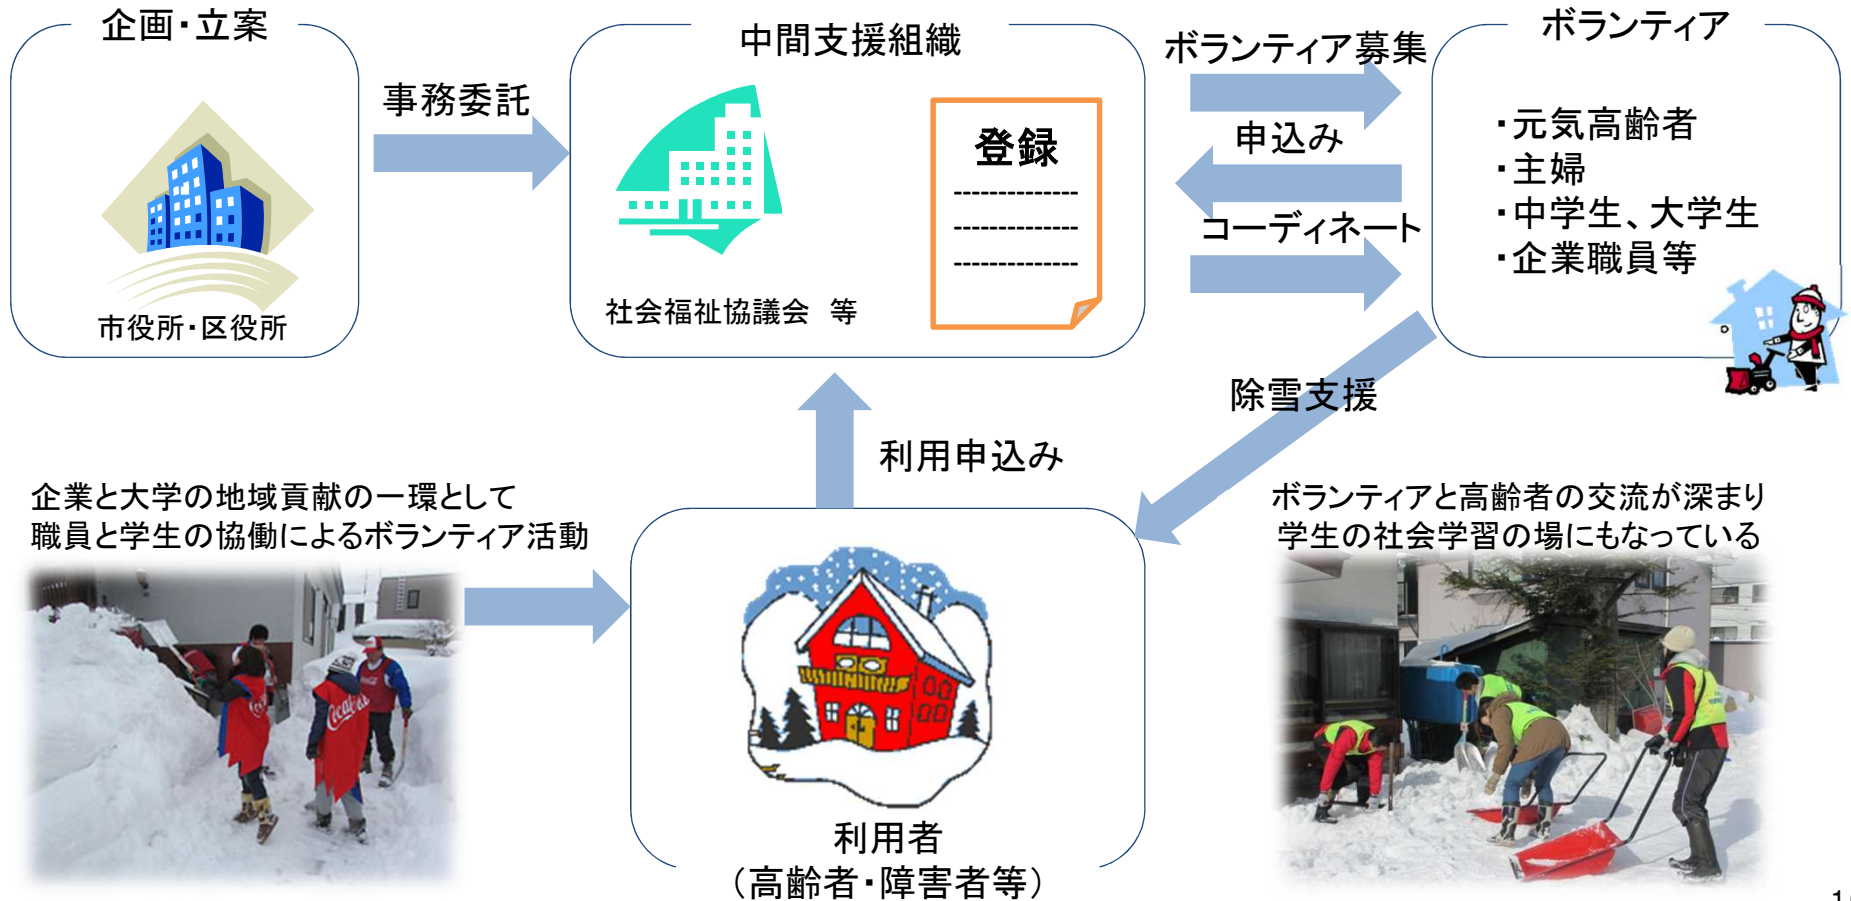 企画・立案
市役所・区役所
事務委託
中間支援組織
登録
社会福祉協議会　等
ボランティア募集
申込み
コーディネート
ボランティア
・元気高齢者
・主婦
・中学生、大学生
・企業職員等
除雪支援
利用申込み
企業と大学の地域貢献の一環として
職員と学生の協働によるボランティア活動
ボランティアと高齢者の交流が深まり
学生の社会学習の場にもなっている
Coca-Cola
利用者
（高齢者・障害者等）